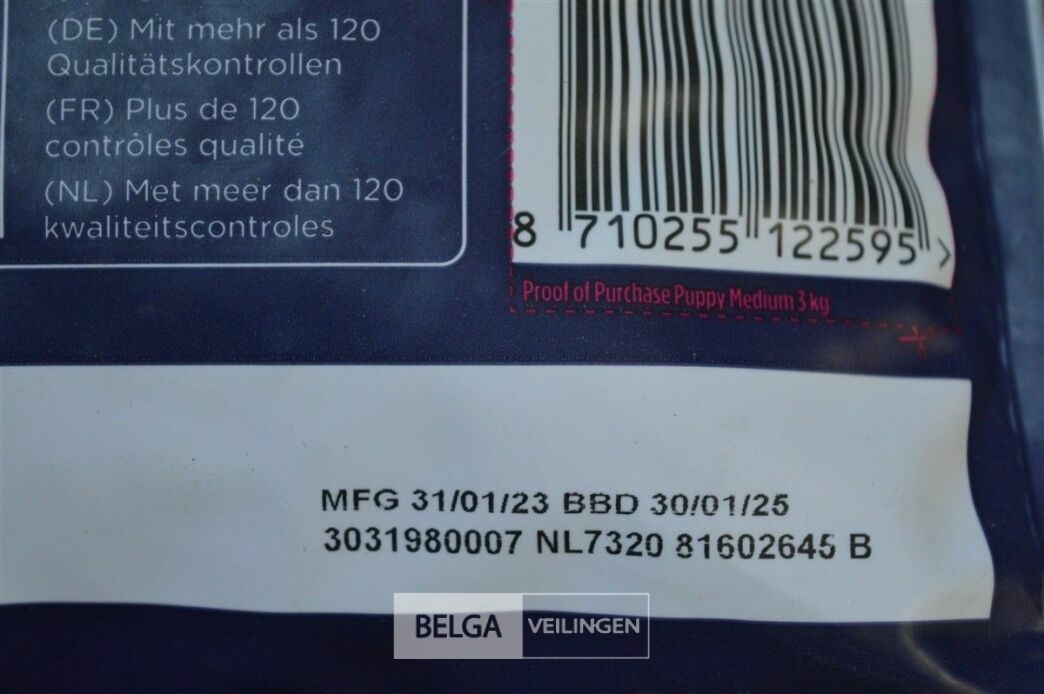 (DE) Mit mehr als 120
Qualitätskontrollen
(FR) Plus de 120
contrôles qualité
(NL) Met meer dan 120
kwaliteitscontroles
8 710255 122595 >
Proof of Purchase Puppy Medium 3 kg
MFG 31/01/23 BBD 30/01/25
3031980007 NL7320 81602645 B
BELGA VEILINGEN